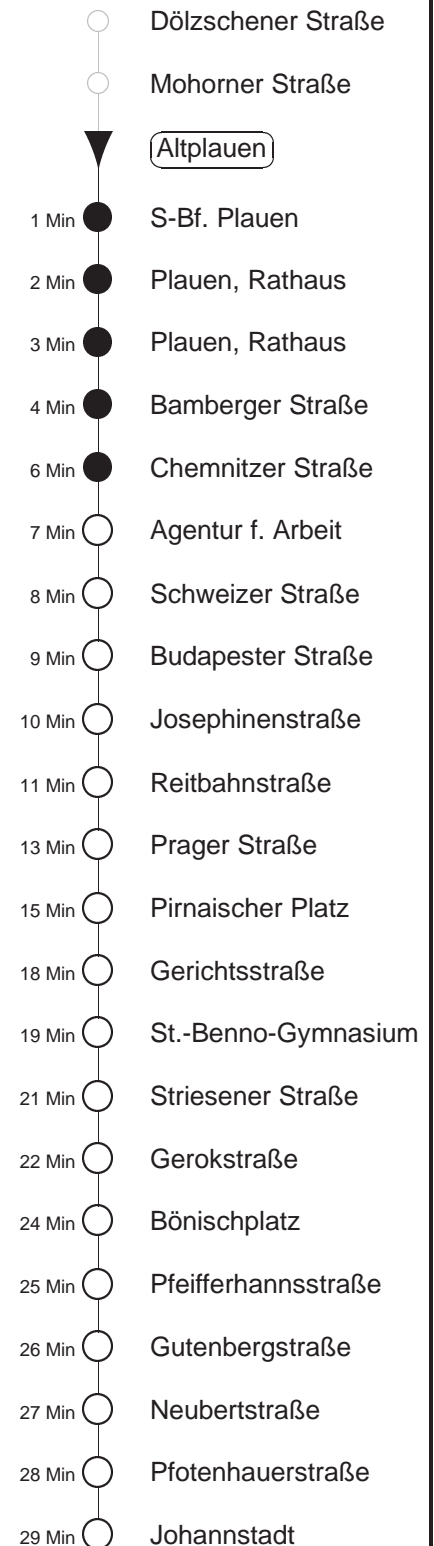 Dölzschener Straße
Mohorner Straße
Altplauen
1 Min S-Bf. Plauen
2 Min Plauen, Rathaus
3 Min Plauen, Rathaus
4 Min Bamberger Straße
6 Min Chemnitzer Straße
7 Min Agentur f. Arbeit
8 Min Schweizer Straße
9 Min Budapester Straße
10 Min Josephinenstraße
11 Min Reitbahnstraße
13 Min Prager Straße
15 Min Pirnaischer Platz
18 Min Gerichtsstraße
19 Min St.-Benno-Gymnasium
21 Min Striesener Straße
22 Min Gerokstraße
24 Min Bönischplatz
25 Min Pfeifferhannsstraße
26 Min Gutenbergstraße
27 Min Neubertstraße
28 Min Pfotenhauerstraße
29 Min Johannstadt